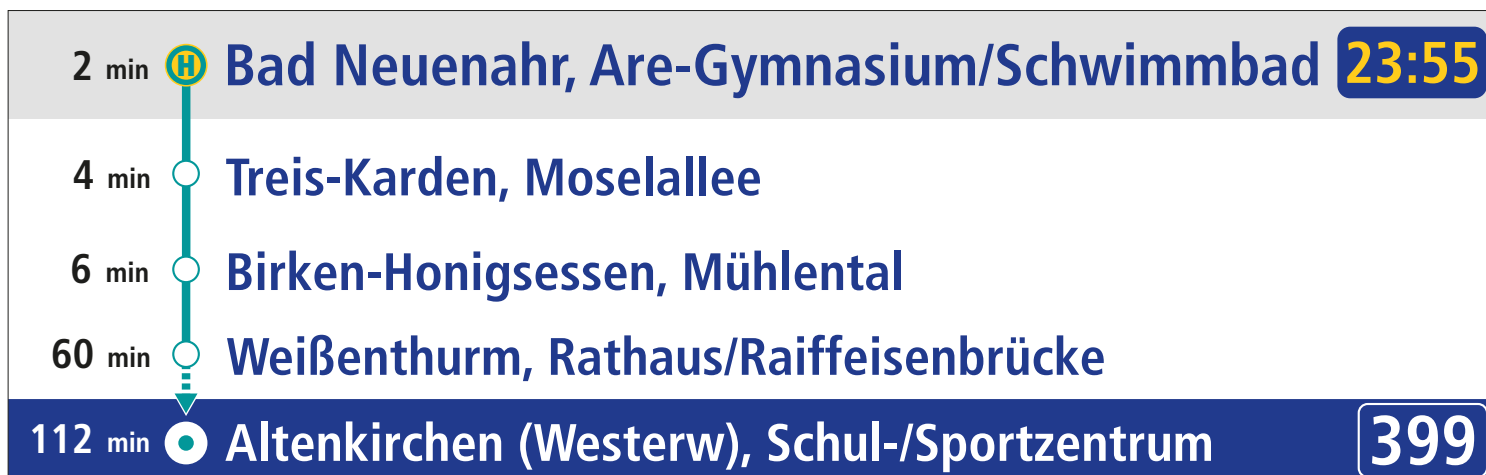 2 min H Bad Neuenahr, Are-Gymnasium/Schwimmbad 23:55
4 min Treis-Karden, Moselallee
6 min Birken-Honigsessen, Mühlental
60 min Weißenthurm, Rathaus/Raiffeisenbrücke
112 min Altenkirchen (Westerw), Schul-/Sportzentrum 399